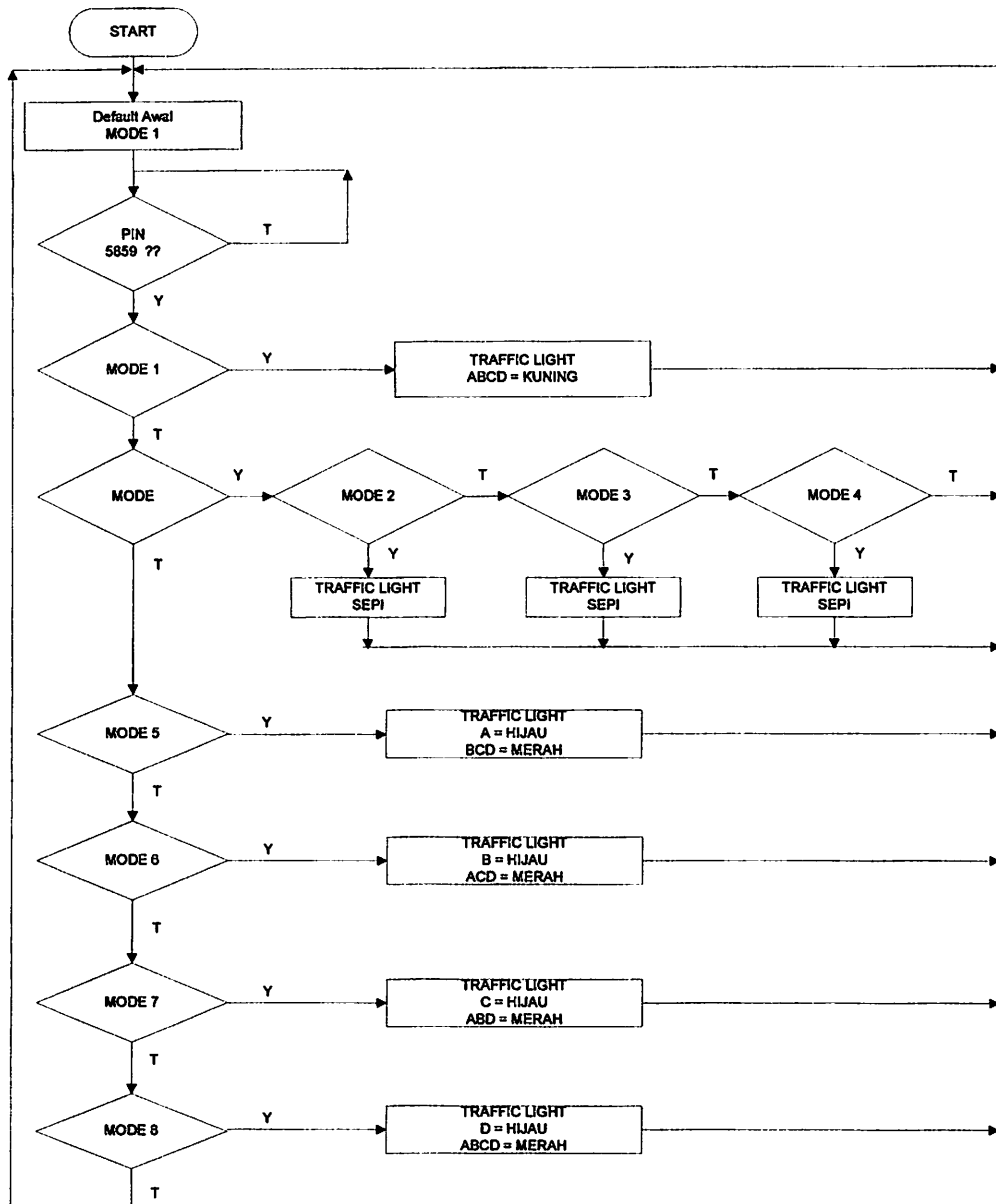 START
Default Awal
MODE 1
PIN
5859 ??
T
Y
MODE 1
Y
TRAFFIC LIGHT
ABCD = KUNING
T
MODE
Y
MODE 2
T
MODE 3
T
MODE 4
T
T
Y
Y
Y
TRAFFIC LIGHT
SEPI
TRAFFIC LIGHT
SEPI
TRAFFIC LIGHT
SEPI
MODE 5
Y
TRAFFIC LIGHT
A = HIJAU
BCD = MERAH
T
MODE 6
Y
TRAFFIC LIGHT
B = HIJAU
ACD = MERAH
T
MODE 7
Y
TRAFFIC LIGHT
C = HIJAU
ABD = MERAH
T
MODE 8
Y
TRAFFIC LIGHT
D = HIJAU
ABCD = MERAH
T